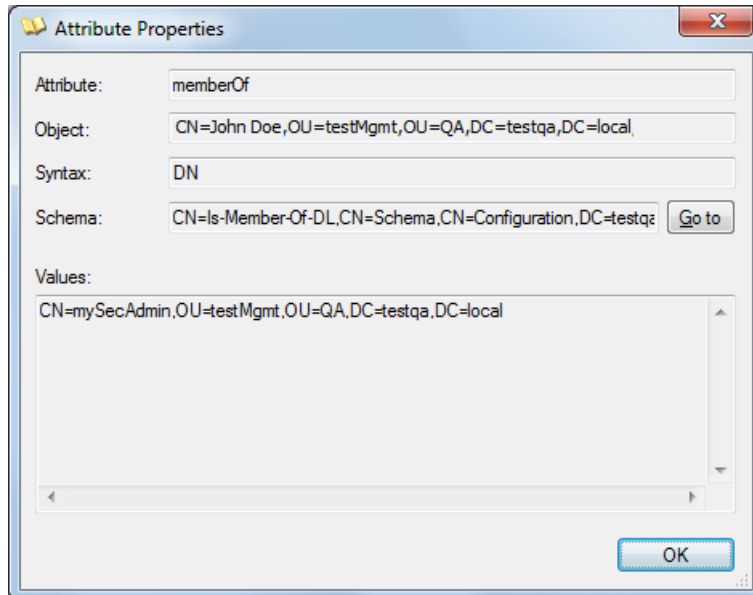 Attribute Properties
Attribute: memberOf
Object: CN=John Doe,OU=testMgmt,OU=QA,DC=testqa,DC=local,
Syntax: DN
Schema: CN=Is-Member-Of-DL,CN=Schema,CN=Configuration,DC=testqa Go to
Values:
CN=mySecAdmin,OU=testMgmt,OU=QA,DC=testqa,DC=local
OK